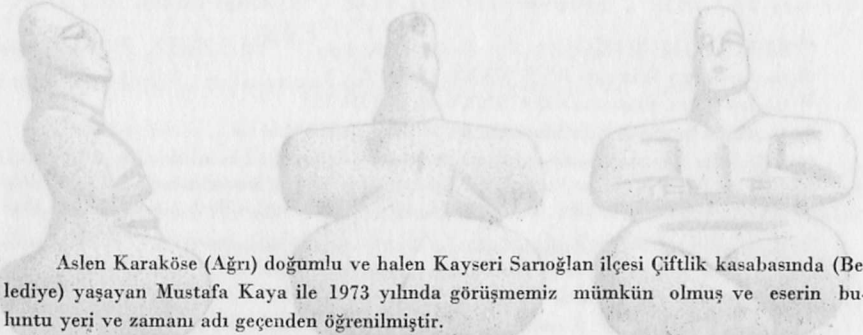 Aslen Karaköse (Ağrı) doğumlu ve halen Kayseri Sarıoğlan ilçesi Çiftlik kasabasında (Be
lediye) yaşayan Mustafa Kaya ile 1973 yılında görüşmemiz mümkün olmuş ve eserin bu-
luntu yeri ve zamanı adı geçenden öğrenilmiştir.